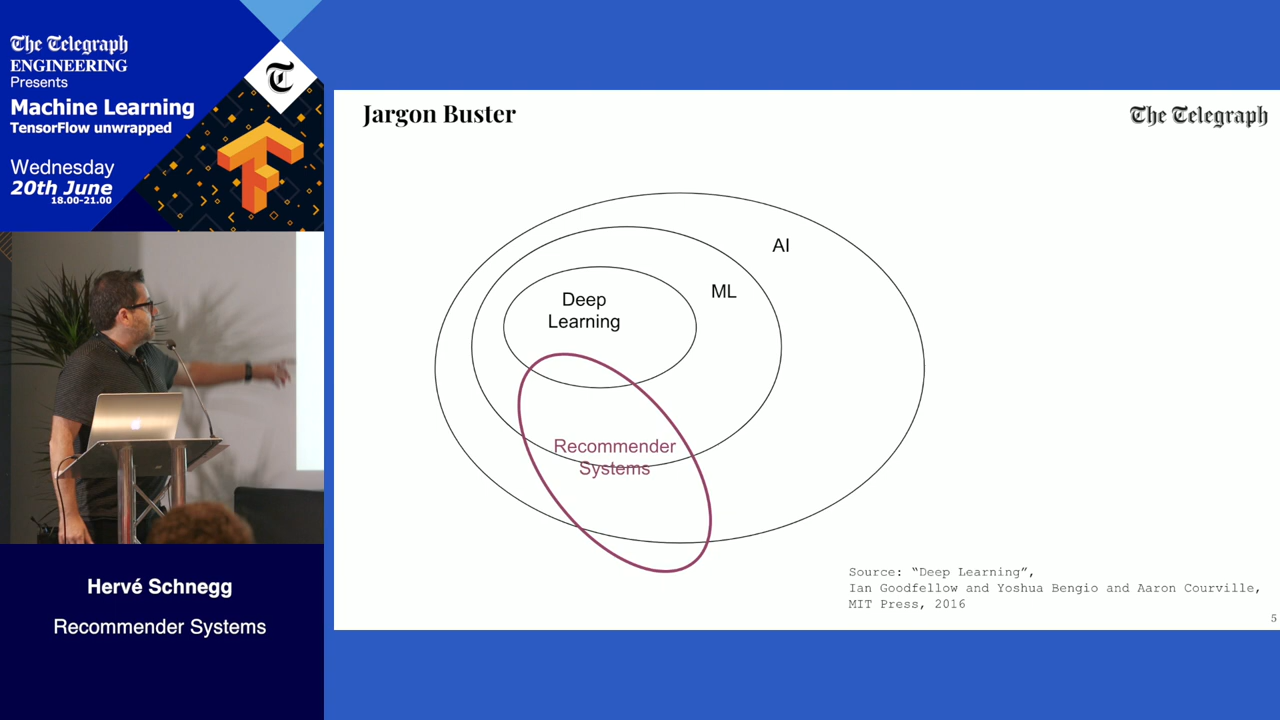 The Telegraph
ENGINEERING
Presents
Machine Learning
TensorFlow unwrapped
Wednesday
20th June
18.00-21.00
T
Hervé Schnegg
Recommender Systems
Jargon Buster
The Telegraph
AI
ML
Deep
Learning
Recommender
Systems
Source: “Deep Learning”,
Ian Goodfellow and Yoshua Bengio and Aaron Courville,
MIT Press, 2016
5